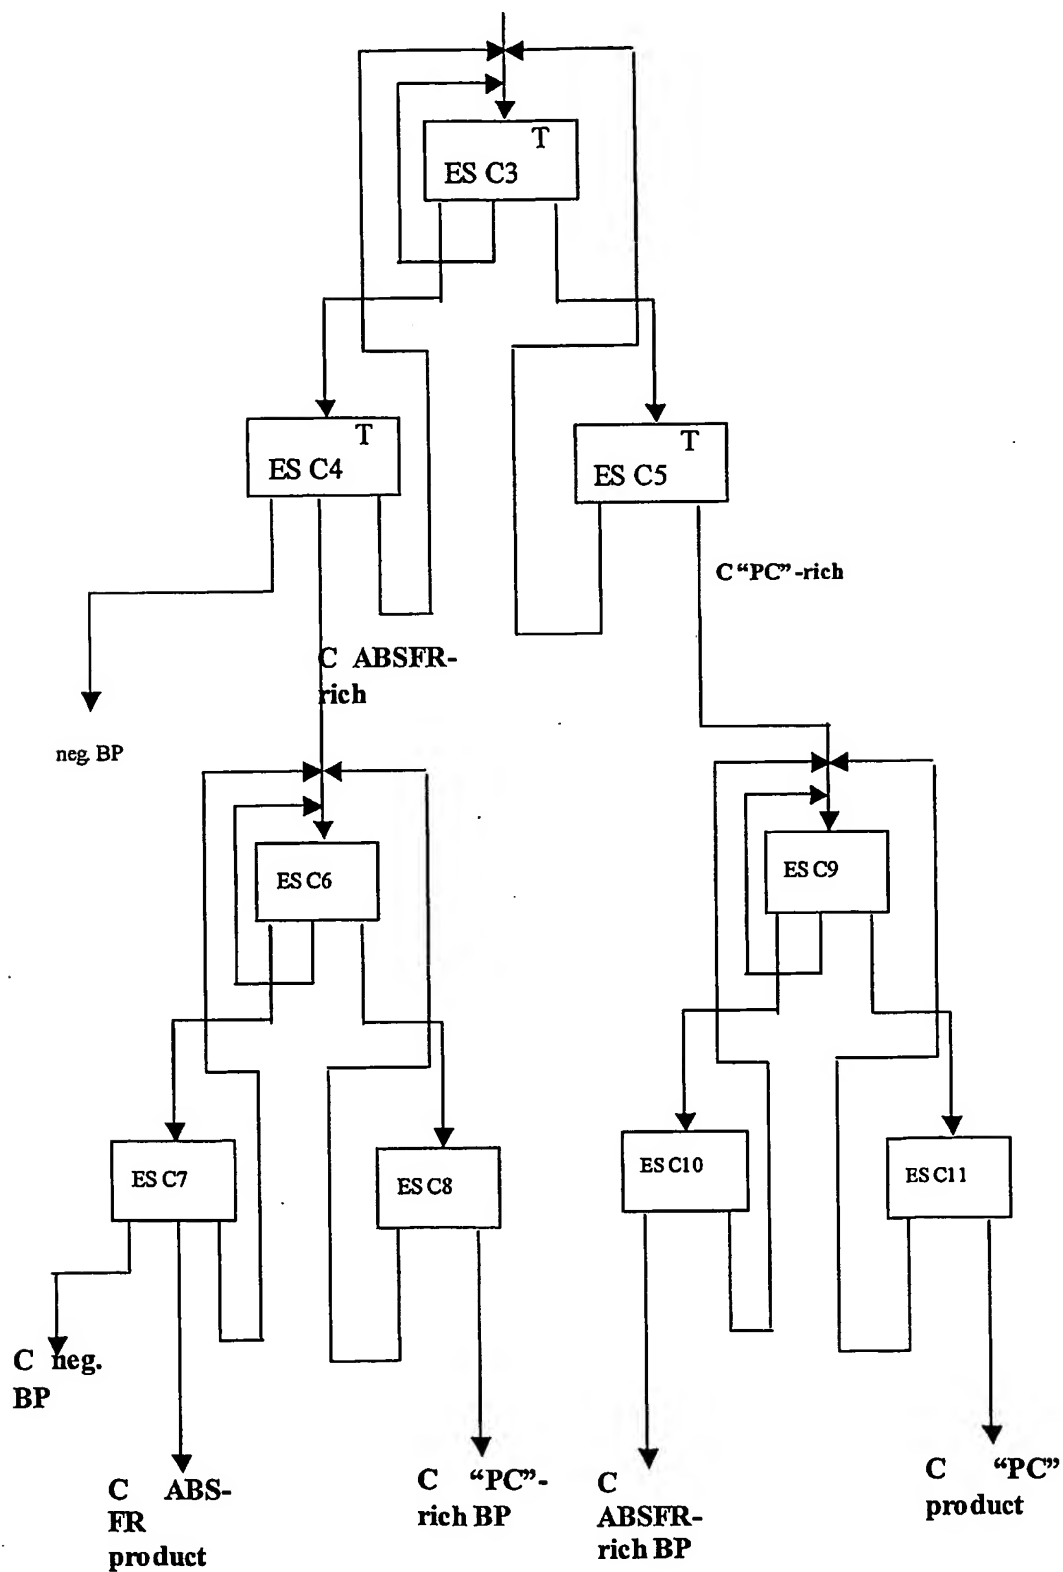 T
ES C3
T
ES C4
T
ES C5
C “PC”-rich
C ABSFR-
rich
neg. BP
ES C6
ES C9
ES C7
ES C8
ES C10
ES C11
C neg.
BP
C ABS-
FR
product
C “PC”-
rich BP
C
ABSFR-
rich BP
C “PC”
product